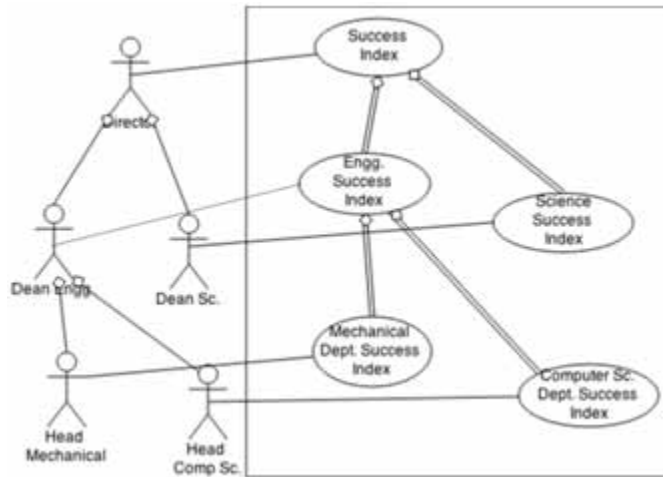 Success
Index
Director
Engg.
Success
Index
Science
Success
Index
Dean Engg.
Dean Sc.
Mechanical
Dept. Success
Index
Computer Sc.
Dept. Success
Index
Head
Mechanical
Head
Comp Sc.